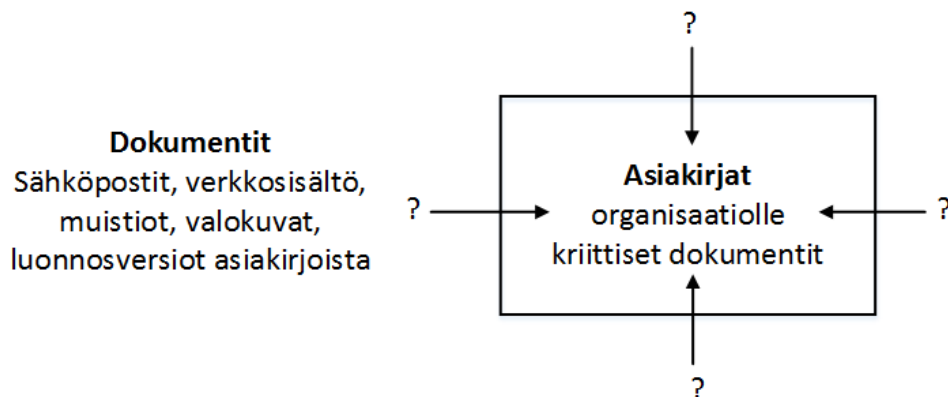 ?
Dokumentit
Sähköpostit, verkkosisältö,
muistiot, valokuvat,
luonnosversiot asiakirjoista
?
Asiakirjat
organisaatiolle
kriittiset dokumentit
?
?